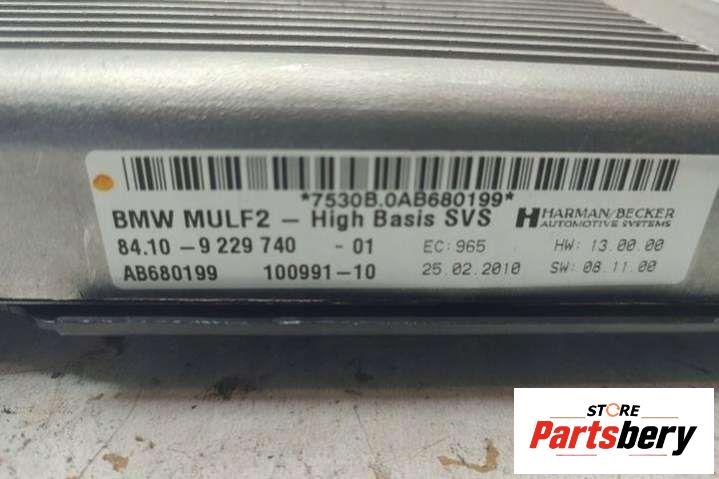 *7530B.0AB680199*
BMW MULF2 – High Basis SVS HARMAN/BECKER
AUTOMOTIVE SYSTEMS
84.10 - 9 229 740 - 01 EC: 965 HW: 13.00.00
AB680199 100991-10 25.02.2010 SW: 08.11.00
STORE
Partsbery